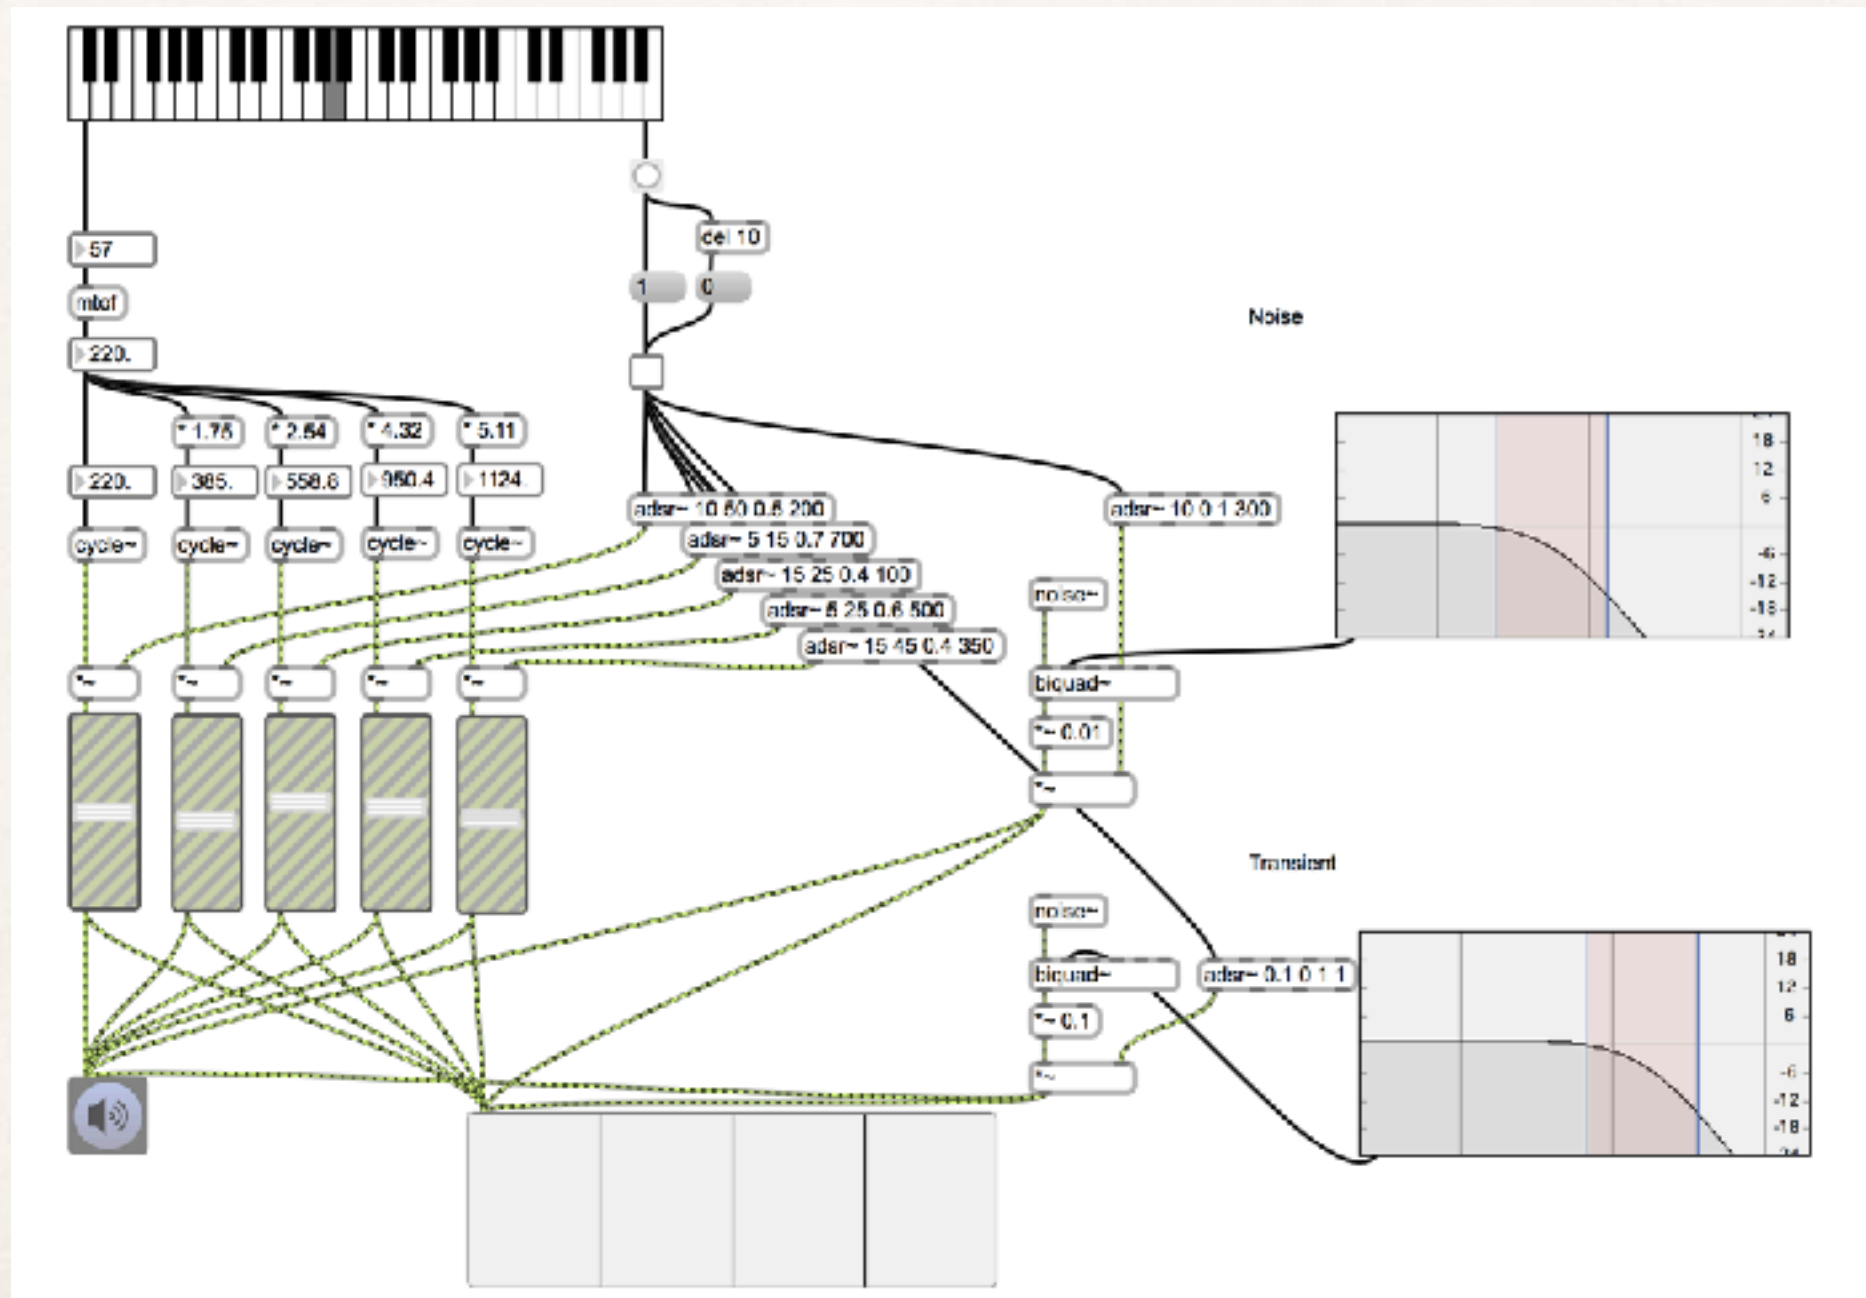 del 10
57
1 0
mtof
Noise
220.
* 1.75 * 2.54 * 4.32 * 5.11
18
12
6
-6
-12
-18
220. 385. 558.8 950.4 1124.
adsr~ 10 50 0.5 200
adsr~ 10 0 1 300
cycle~ cycle~ cycle~ cycle~ cycle~
adsr~ 5 15 0.7 700
adsr~ 15 25 0.4 100
noise~
adsr~ 5 25 0.6 500
adsr~ 15 45 0.4 350
*~ *~ *~ *~ *~
biquad~
*~ 0.01
*~
Transient
noise~
biquad~
adsr~ 0.1 0 1 1
18
12
6
-6
-12
-18
*~ 0.1
*~